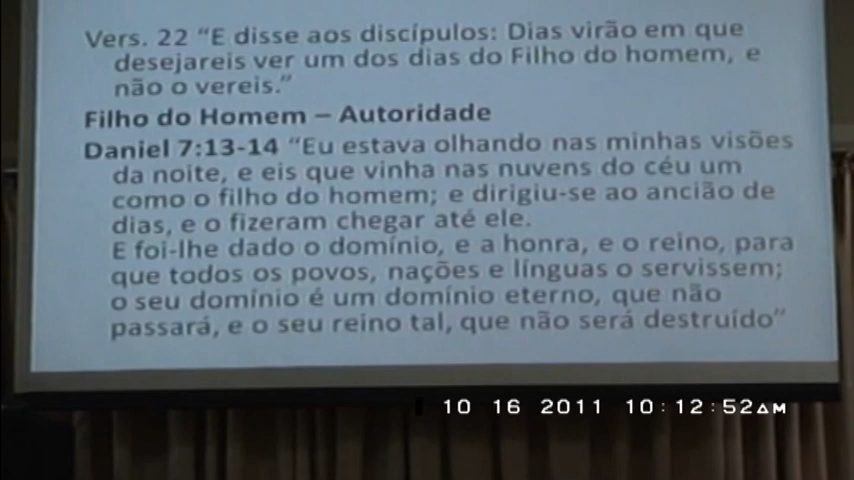 Vers. 22 “E disse aos discípulos: Dias virão em que
desejareis ver um dos dias do Filho do homem, e
não o vereis.”
Filho do Homem – Autoridade
Daniel 7:13-14 “Eu estava olhando nas minhas visões
da noite, e eis que vinha nas nuvens do céu um
como o filho do homem; e dirigiu-se ao ancião de
dias, e o fizeram chegar até ele.
E foi-lhe dado o domínio, e a honra, e o reino, para
que todos os povos, nações e línguas o servissem;
o seu domínio é um domínio eterno, que não
passará, e o seu reino tal, que não será destruído”
10 16 2011 10:12:52AM